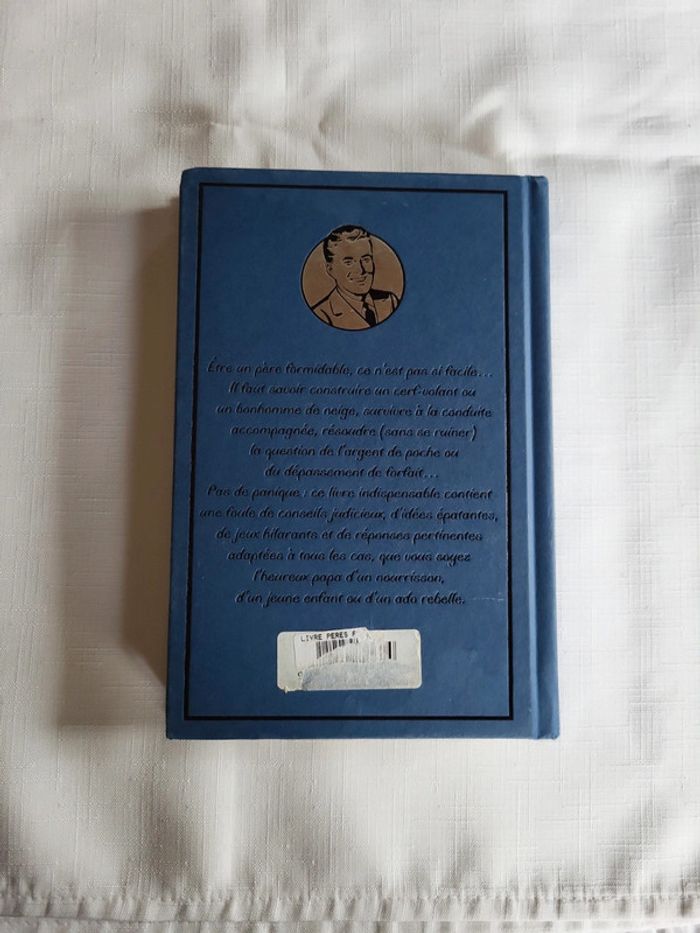 Être un père formidable, ce n'est pas si facile...
Il faut savoir construire un cerf-volant ou
un bonhomme de neige, survivre à la conduite
accompagnée, résoudre (sans se ruiner)
la question de l'argent de poche ou
du dépassement de forfait...
Pas de panique : ce livre indispensable contient
une foule de conseils judicieux, d'idées épatantes,
de jeux hilarants et de réponses pertinentes
adaptées à tous les cas, que vous soyez
l'heureux papa d'un nourrisson,
d'un jeune enfant ou d'un ado rebelle.
LIVRE PERES